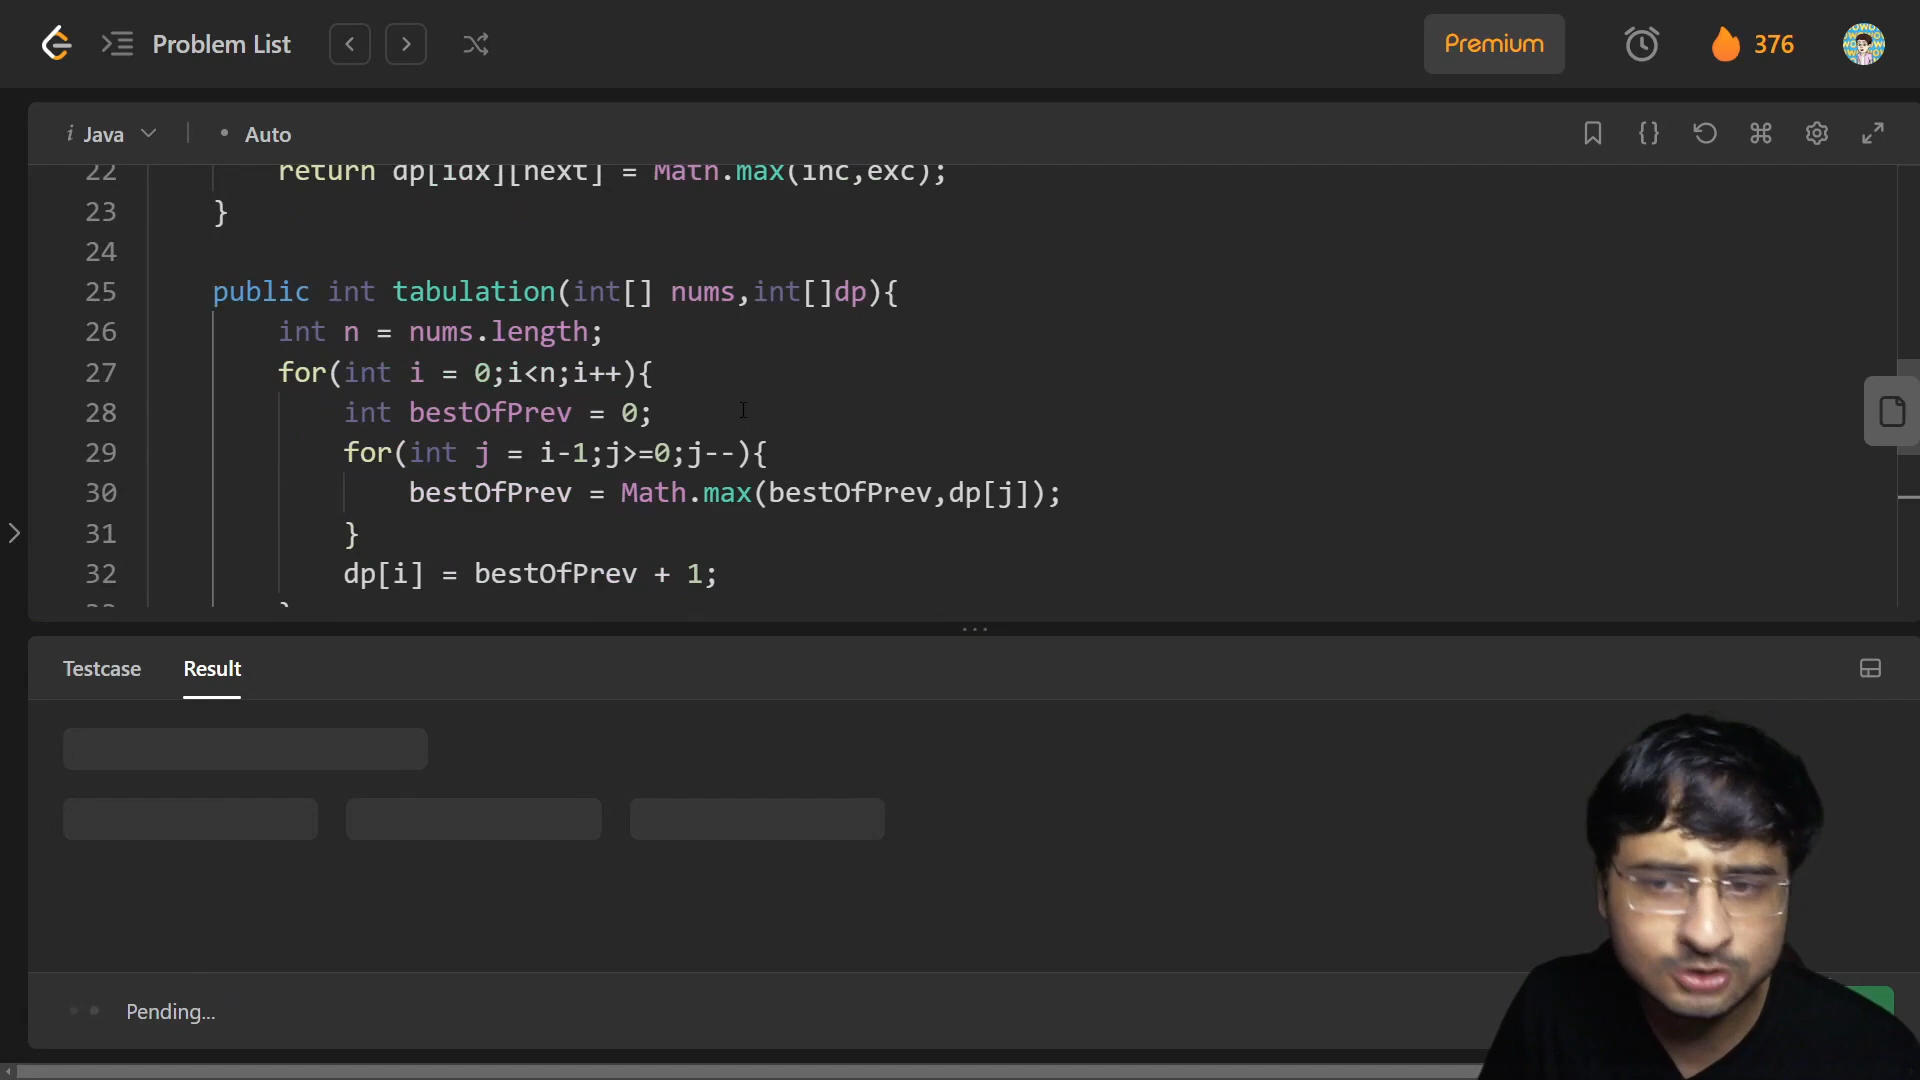 Problem List
Premium
376
i Java
Auto
22 return dp[idx][next] = Math.max(inc,exc);
23 }
24
25 public int tabulation(int[] nums,int[]dp){
26 int n = nums.length;
27 for(int i = 0;i<n;i++){
28 int bestOfPrev = 0;
29 for(int j = i-1;j>=0;j--){
30 bestOfPrev = Math.max(bestOfPrev,dp[j]);
31 }
32 dp[i] = bestOfPrev + 1;
33 }
Testcase Result
Pending...